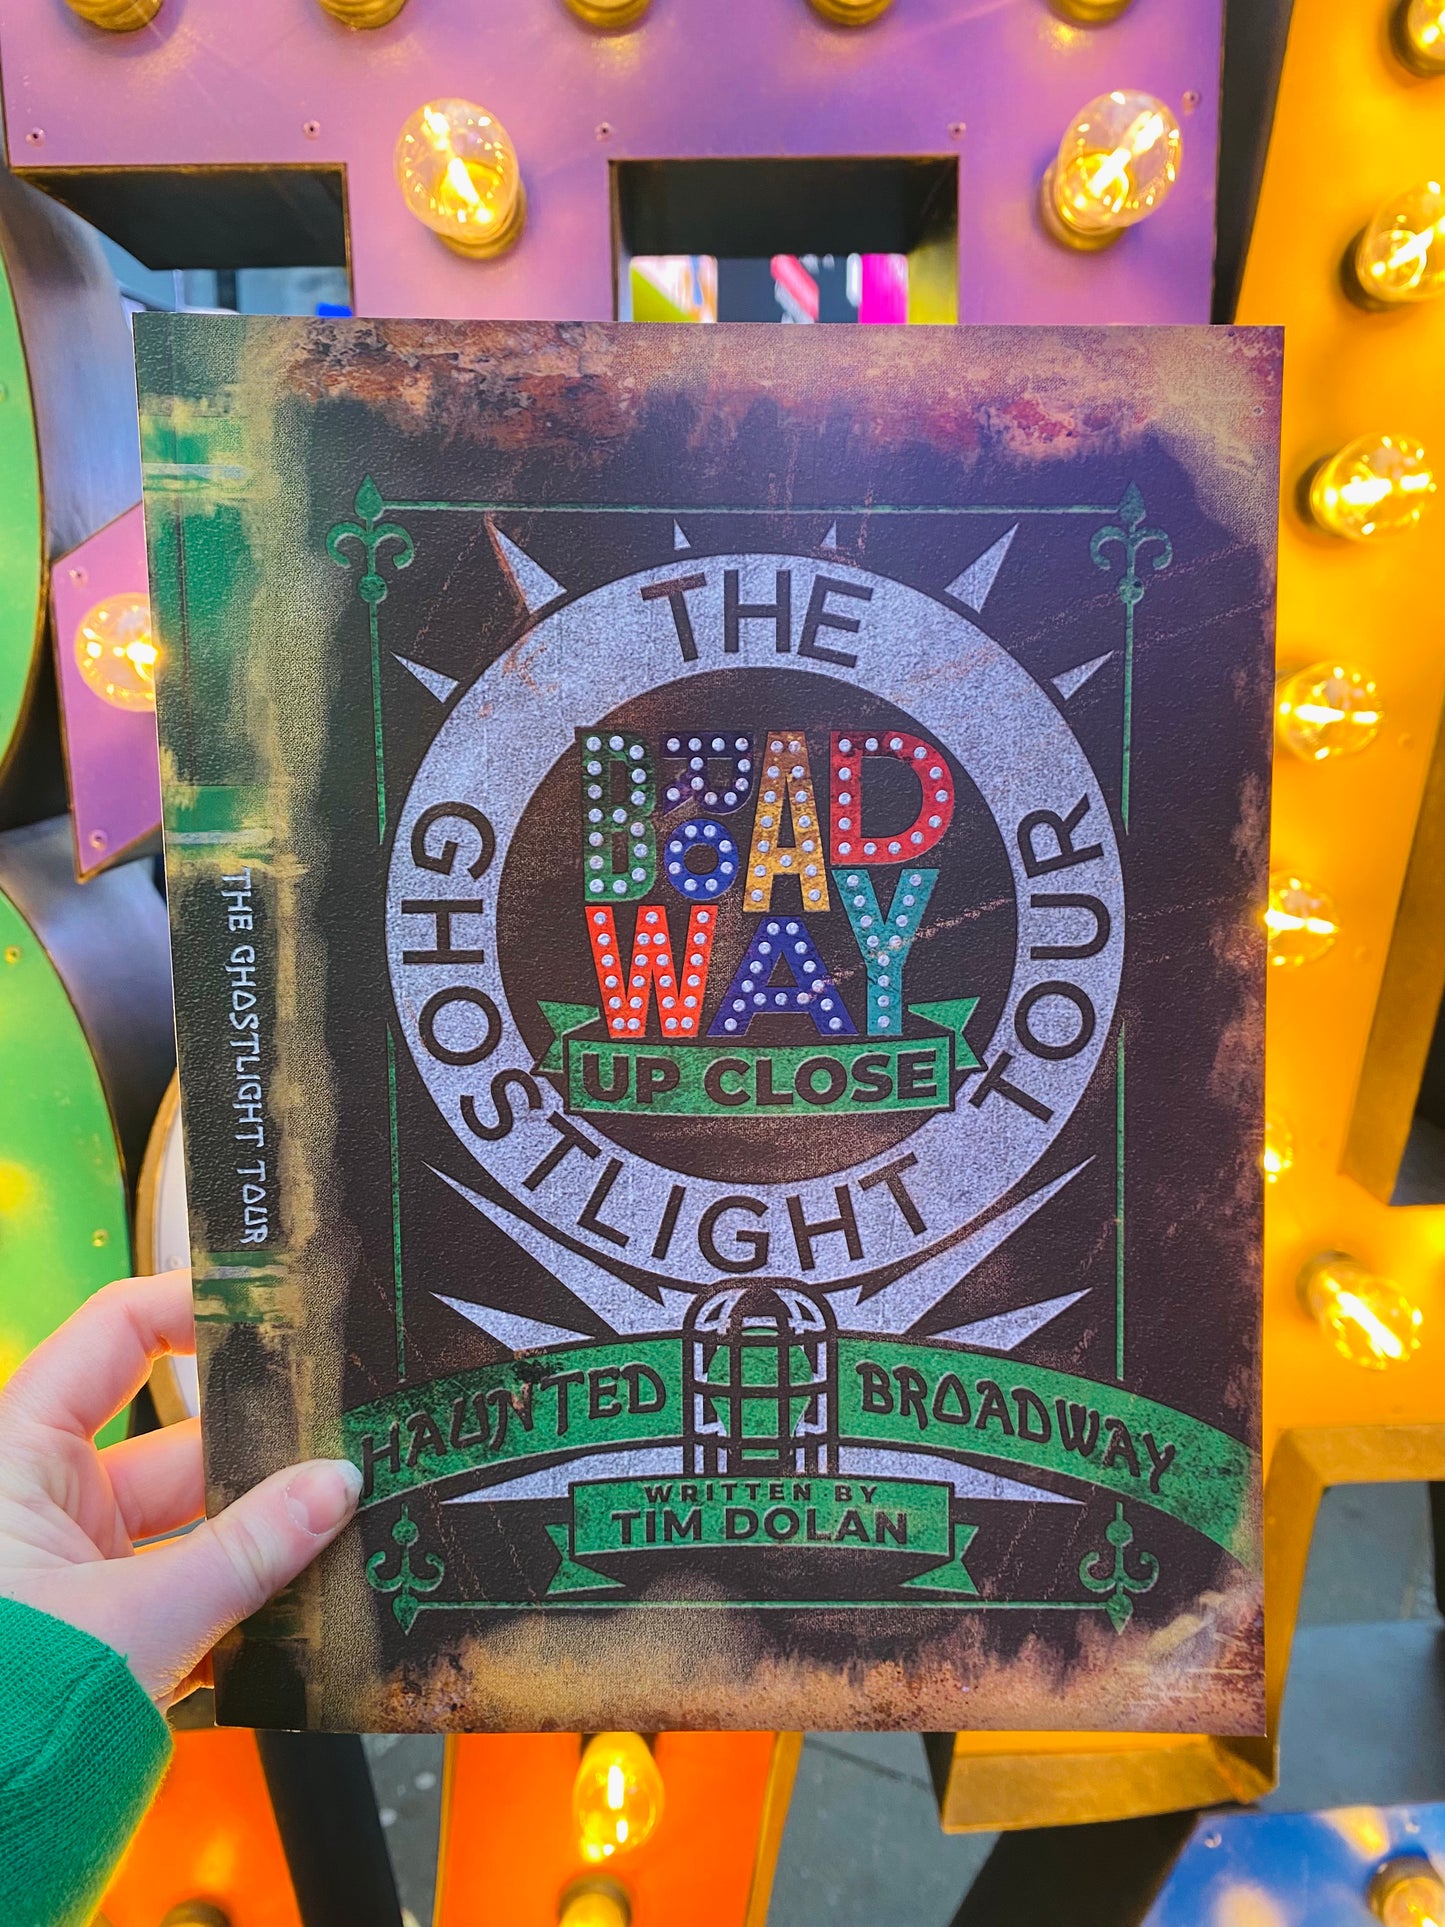 THE
GHOSTLIGHT TOUR
BROADWAY
UP CLOSE
HAUNTED BROADWAY
WRITTEN BY
TIM DOLAN
THE GHOSTLIGHT TOUR